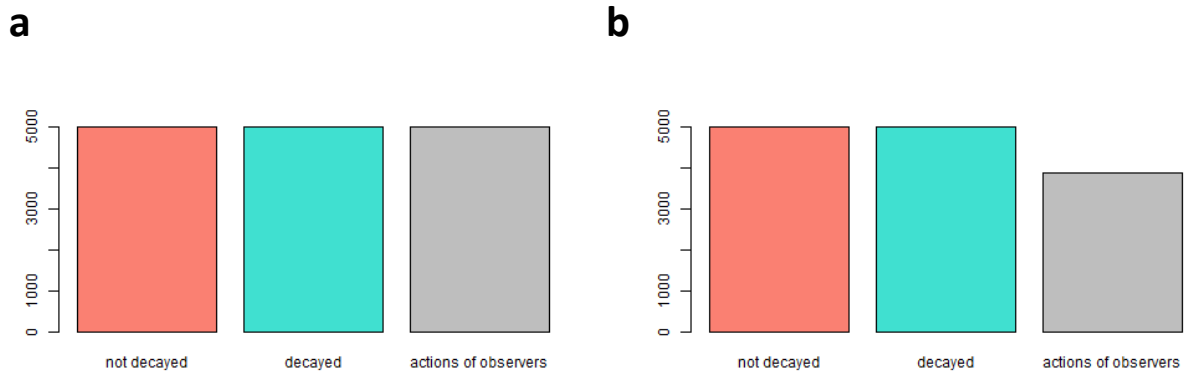 a
b
5000
3000
1000
0
not decayed
decayed
actions of observers
5000
3000
1000
0
not decayed
decayed
actions of observers